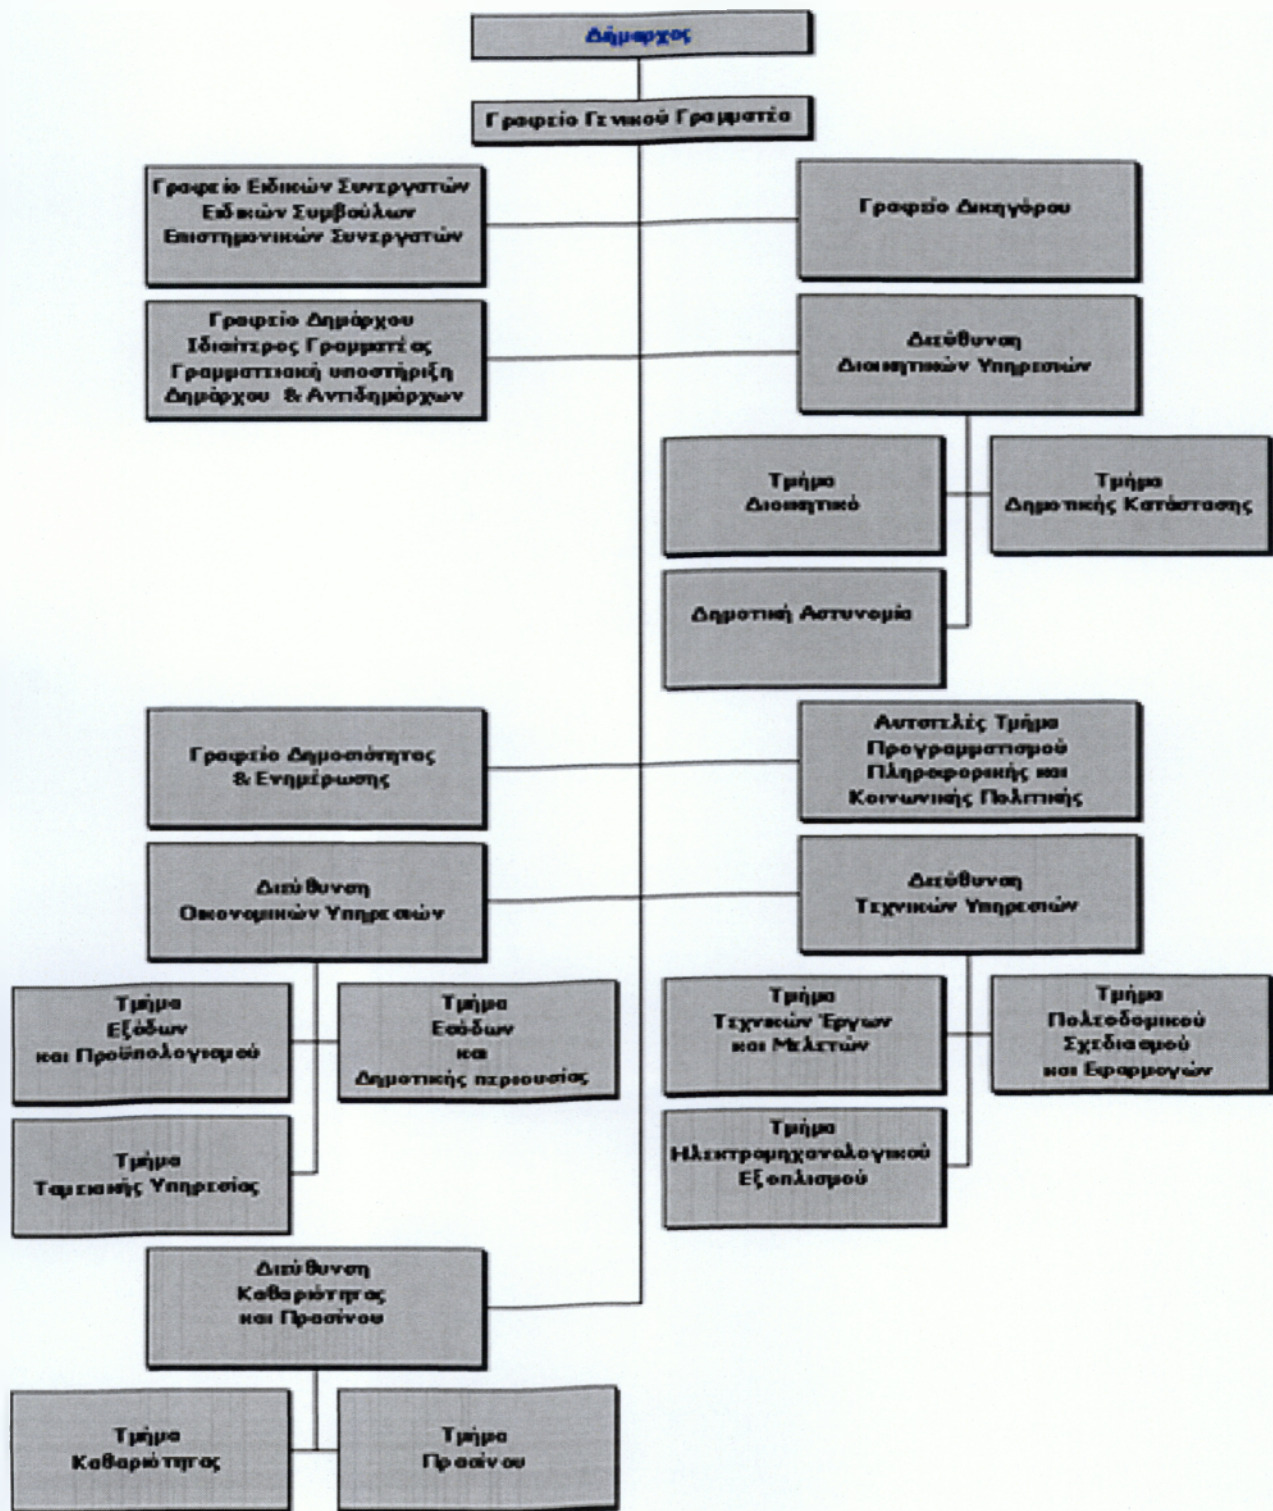 Δήμαρχος
Γραφείο Γενικού Γραμματέα
Γραφείο Ειδικών Συνεργατών
Ειδικών Συμβούλων
Επιστημονικών Συνεργατών
Γραφείο Δικηγόρου
Γραφείο Δημάρχου
Ιδιαίτερος Γραμματέας
Γραμματειακή υποστήριξη
Δημάρχου & Αντιδημάρχων
Διεύθυνση
Διοικητικών Υπηρεσιών
Τμήμα
Διοικητικό
Τμήμα
Δημοτικής Κατάστασης
Δημοτική Αστυνομία
Γραφείο Δημοσιότητας
& Ενημέρωσης
Αυτοτελές Τμήμα
Προγραμματισμού
Πληροφορικής και
Κοινωνικής Πολιτικής
Διεύθυνση
Οικονομικών Υπηρεσιών
Διεύθυνση
Τεχνικών Υπηρεσιών
Τμήμα
Εξόδων
και Προϋπολογισμού
Τμήμα
Εσόδων
και
Δημοτικής περιουσίας
Τμήμα
Τεχνικών Έργων
και Μελετών
Τμήμα
Πολεοδομικού
Σχεδιασμού
και Εφαρμογών
Τμήμα
Ταμειακής Υπηρεσίας
Τμήμα
Ηλεκτρομηχανολογικού
Εξοπλισμού
Διεύθυνση
Καθαριότητας
και Πρασίνου
Τμήμα
Καθαριότητας
Τμήμα
Πρασίνου